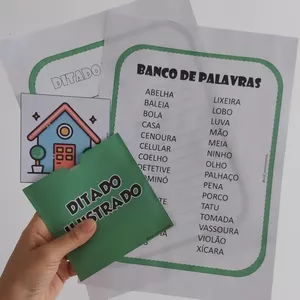 DITADO
BANCO DE PALAVRAS
ABELHA
BALEIA
BOLA
CASA
CENOURA
CELULAR
COELHO
DETETIVE
LIXEIRA
LOBO
LUVA
MÃO
MEIA
NINHO
OLHO
PALHAÇO
PENA
PORCO
TATU
TOMADA
VASSOURA
VIOLÃO
XÍCARA
DITADO
ILUSTRADO